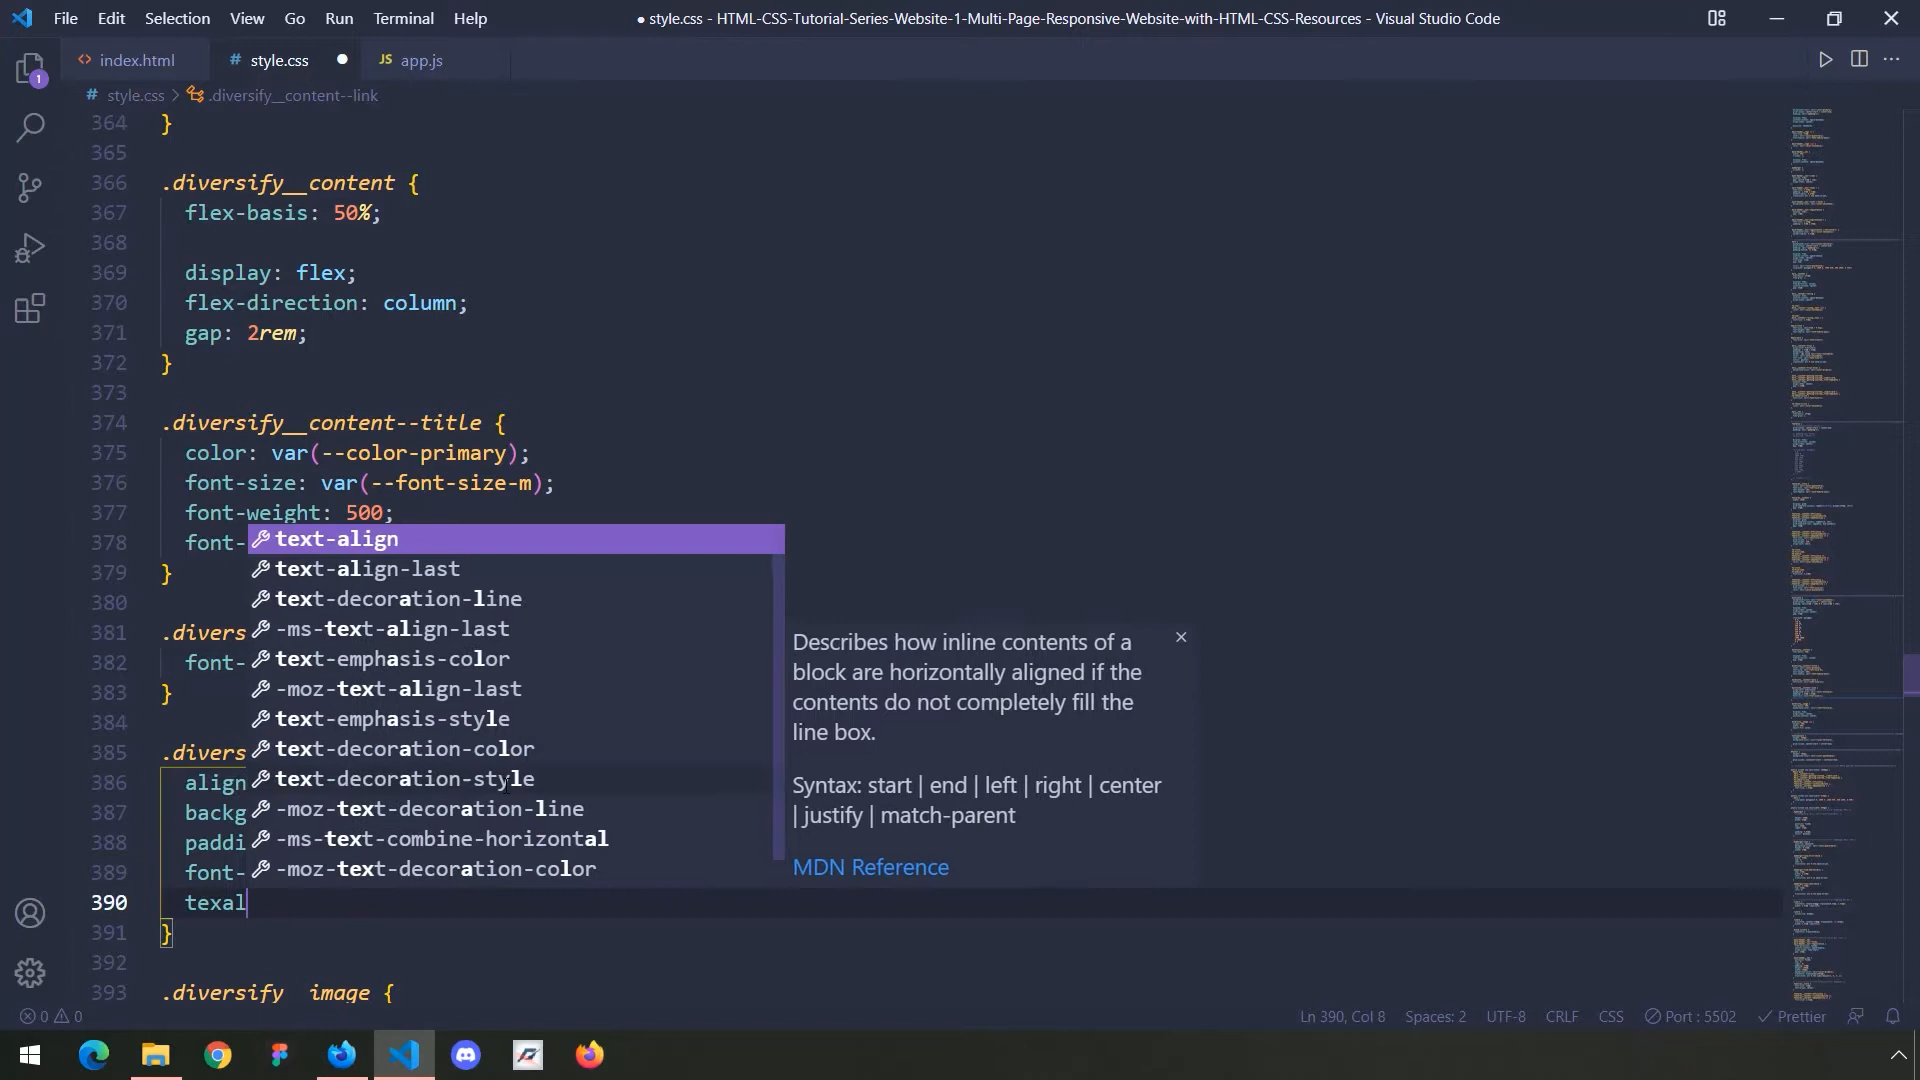 File Edit Selection View Go Run Terminal Help
● style.css - HTML-CSS-Tutorial-Series-Website-1-Multi-Page-Responsive-Website-with-HTML-CSS-Resources - Visual Studio Code
1
<> index.html
# style.css ●
JS app.js
# style.css > .diversify__content--link
364 }
365
366 .diversify__content {
367 flex-basis: 50%;
368
369 display: flex;
370 flex-direction: column;
371 gap: 2rem;
372 }
373
374 .diversify__content--title {
375 color: var(--color-primary);
376 font-size: var(--font-size-m);
377 font-weight: 500;
378 font-
379 }
380
381 .divers
382 font-
383 }
384
385 .divers
386 align
387 backg
388 paddi
389 font-
390 texal
391 }
392
393 .diversify__image {
text-align
text-align-last
text-decoration-line
-ms-text-align-last
text-emphasis-color
-moz-text-align-last
text-emphasis-style
text-decoration-color
text-decoration-style
-moz-text-decoration-line
-ms-text-combine-horizontal
-moz-text-decoration-color
Describes how inline contents of a
block are horizontally aligned if the
contents do not completely fill the
line box.
Syntax: start | end | left | right | center
| justify | match-parent
MDN Reference
0 0
Ln 390, Col 8 Spaces: 2 UTF-8 CRLF CSS Port : 5502 Prettier